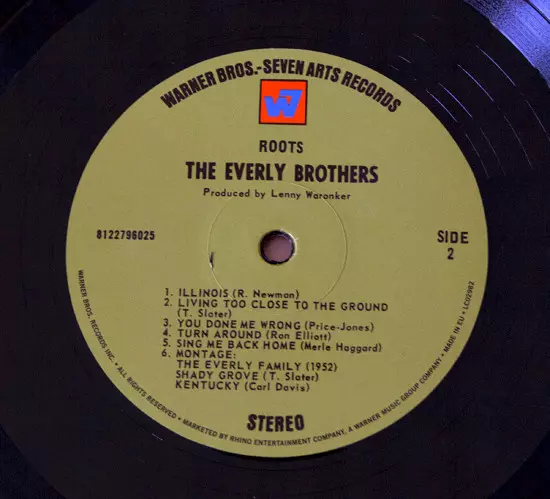 WARNER BROS.-SEVEN ARTS RECORDS
W7
ROOTS
THE EVERLY BROTHERS
Produced by Lenny Waronker
8122796025
SIDE
2
1. ILLINOIS (R. Newman)
2. LIVING TOO CLOSE TO THE GROUND
(T. Slater)
3. YOU DONE ME WRONG (Price-Jones)
4. TURN AROUND (Ron Elliott)
5. SING ME BACK HOME (Merle Haggard)
6. MONTAGE:
THE EVERLY FAMILY (1952)
SHADY GROVE (T. Slater)
KENTUCKY (Carl Davis)
STEREO
WARNER BROS. RECORDS INC. • ALL RIGHTS RESERVED • MARKETED BY RHINO ENTERTAINMENT COMPANY, A WARNER MUSIC GROUP COMPANY • MADE IN EU • LC02982